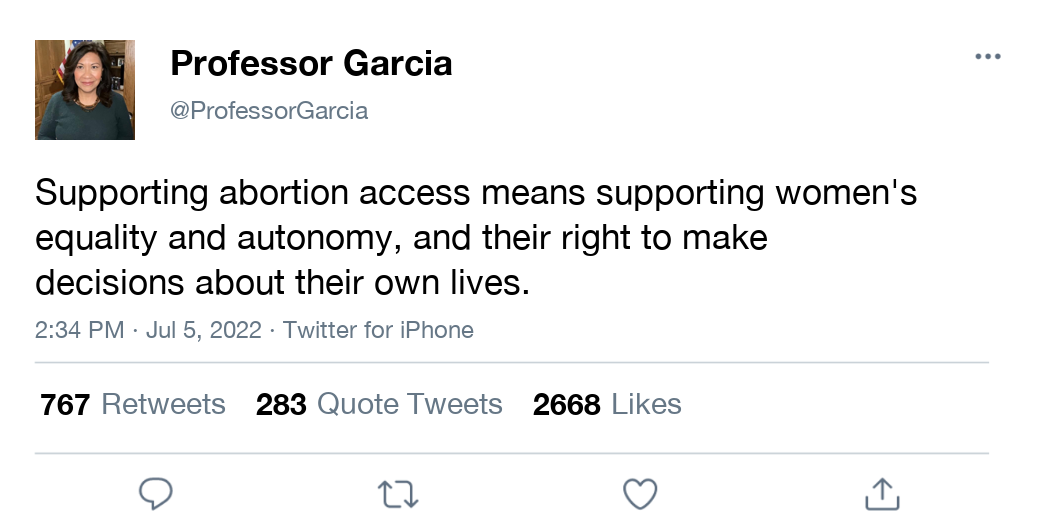 Professor Garcia
@ProfessorGarcia
Supporting abortion access means supporting women's
equality and autonomy, and their right to make
decisions about their own lives.
2:34 PM · Jul 5, 2022 · Twitter for iPhone
767 Retweets 283 Quote Tweets 2668 Likes